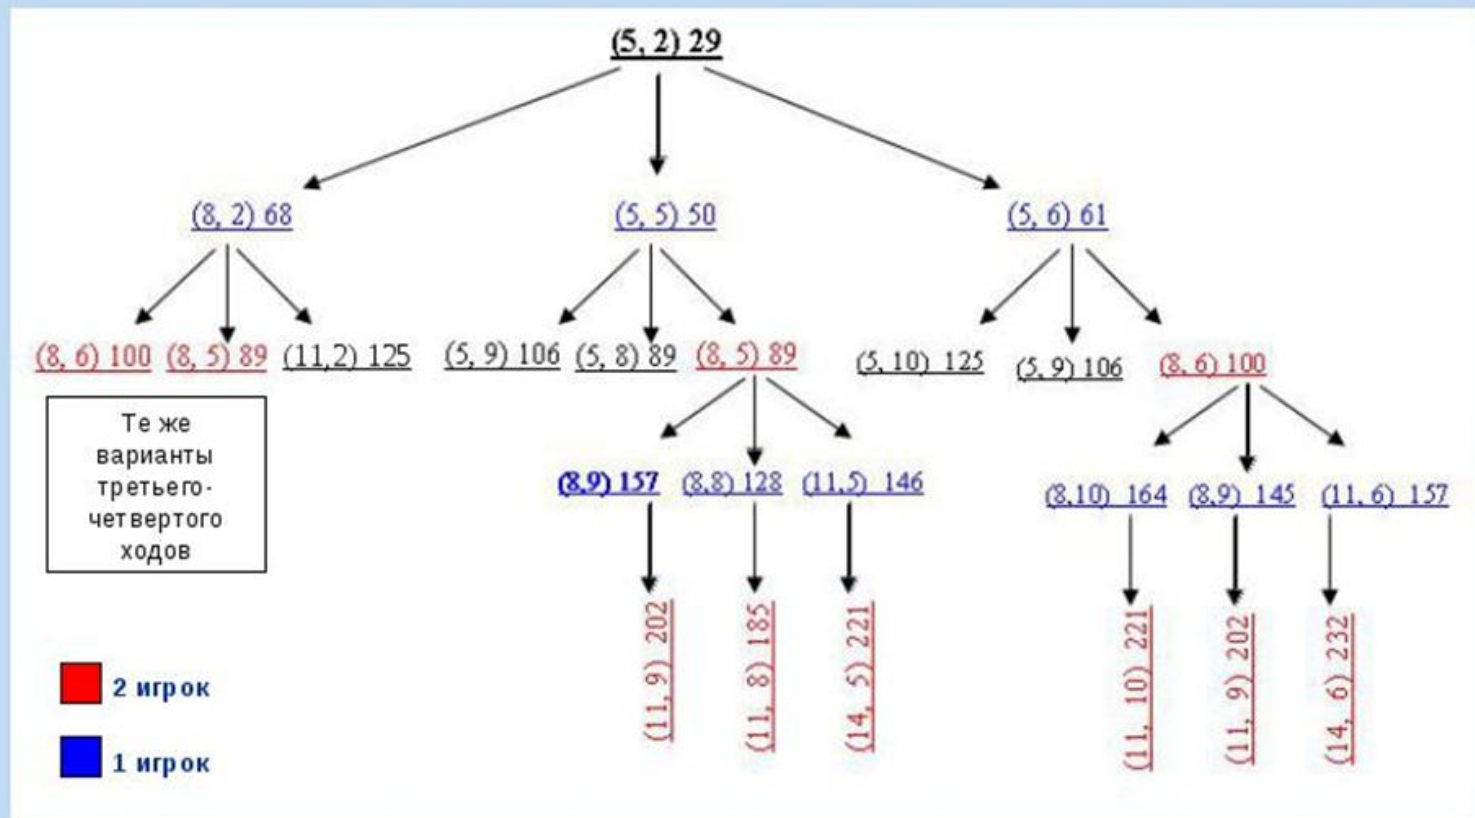 (5, 2) 29
(8, 2) 68
(5, 5) 50
(5, 6) 61
(8, 6) 100
(8, 5) 89
(11,2) 125
(5, 9) 106
(5, 8) 89
(8, 5) 89
(5, 10) 125
(5, 9) 106
(8, 6) 100
Те же
варианты
третьего-
четвертого
ходов
(8,9) 157
(8,8) 128
(11,5) 146
(8,10) 164
(8,9) 145
(11, 6) 157
(11, 9) 202
(11, 8) 185
(14, 5) 221
(11, 10) 221
(11, 9) 202
(14, 6) 232
2 игрок
1 игрок